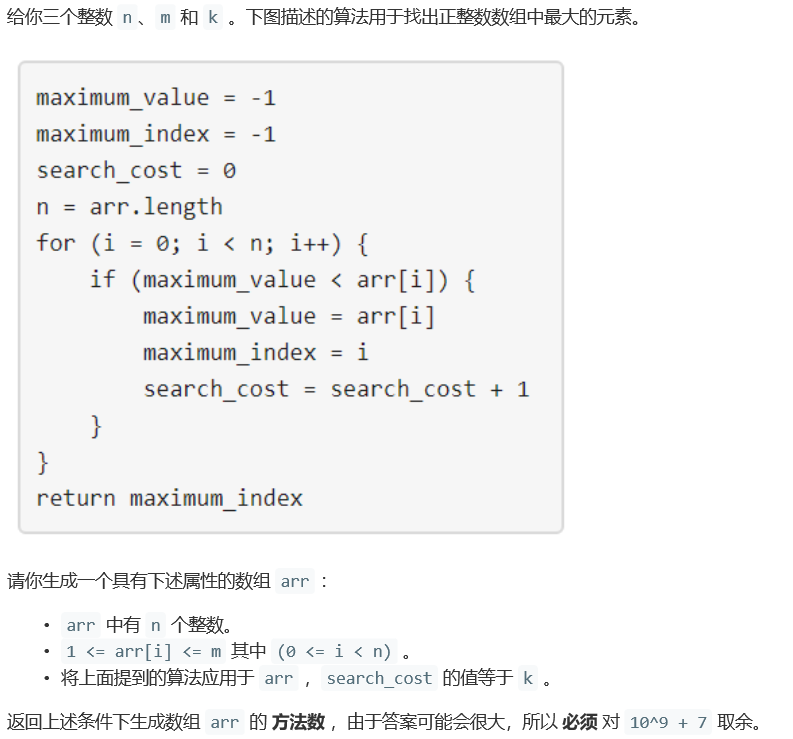 给你三个整数 n 、 m 和 k 。下图描述的算法用于找出正整数数组中最大的元素。
maximum_value = -1
maximum_index = -1
search_cost = 0
n = arr.length
for (i = 0; i < n; i++) {
    if (maximum_value < arr[i]) {
        maximum_value = arr[i]
        maximum_index = i
        search_cost = search_cost + 1
    }
}
return maximum_index
请你生成一个具有下述属性的数组 arr ：
• arr 中有 n 个整数。
• 1 <= arr[i] <= m 其中 (0 <= i < n) 。
• 将上面提到的算法应用于 arr ， search_cost 的值等于 k 。
返回上述条件下生成数组 arr 的 方法数 ，由于答案可能会很大，所以 必须 对 10^9 + 7 取余。